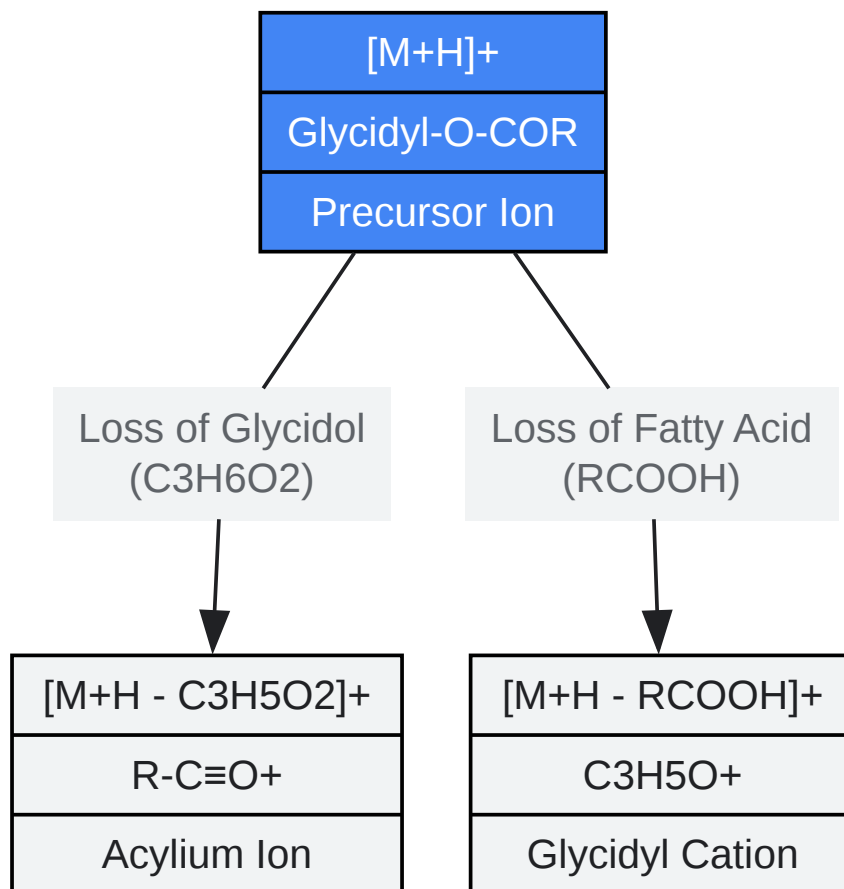 [M+H]+
Glycidyl-O-COR
Precursor Ion
Loss of Glycidol
(C3H6O2)
Loss of Fatty Acid
(RCOOH)
[M+H - C3H5O2]+
R-C≡O+
Acylium Ion
[M+H - RCOOH]+
C3H5O+
Glycidyl Cation